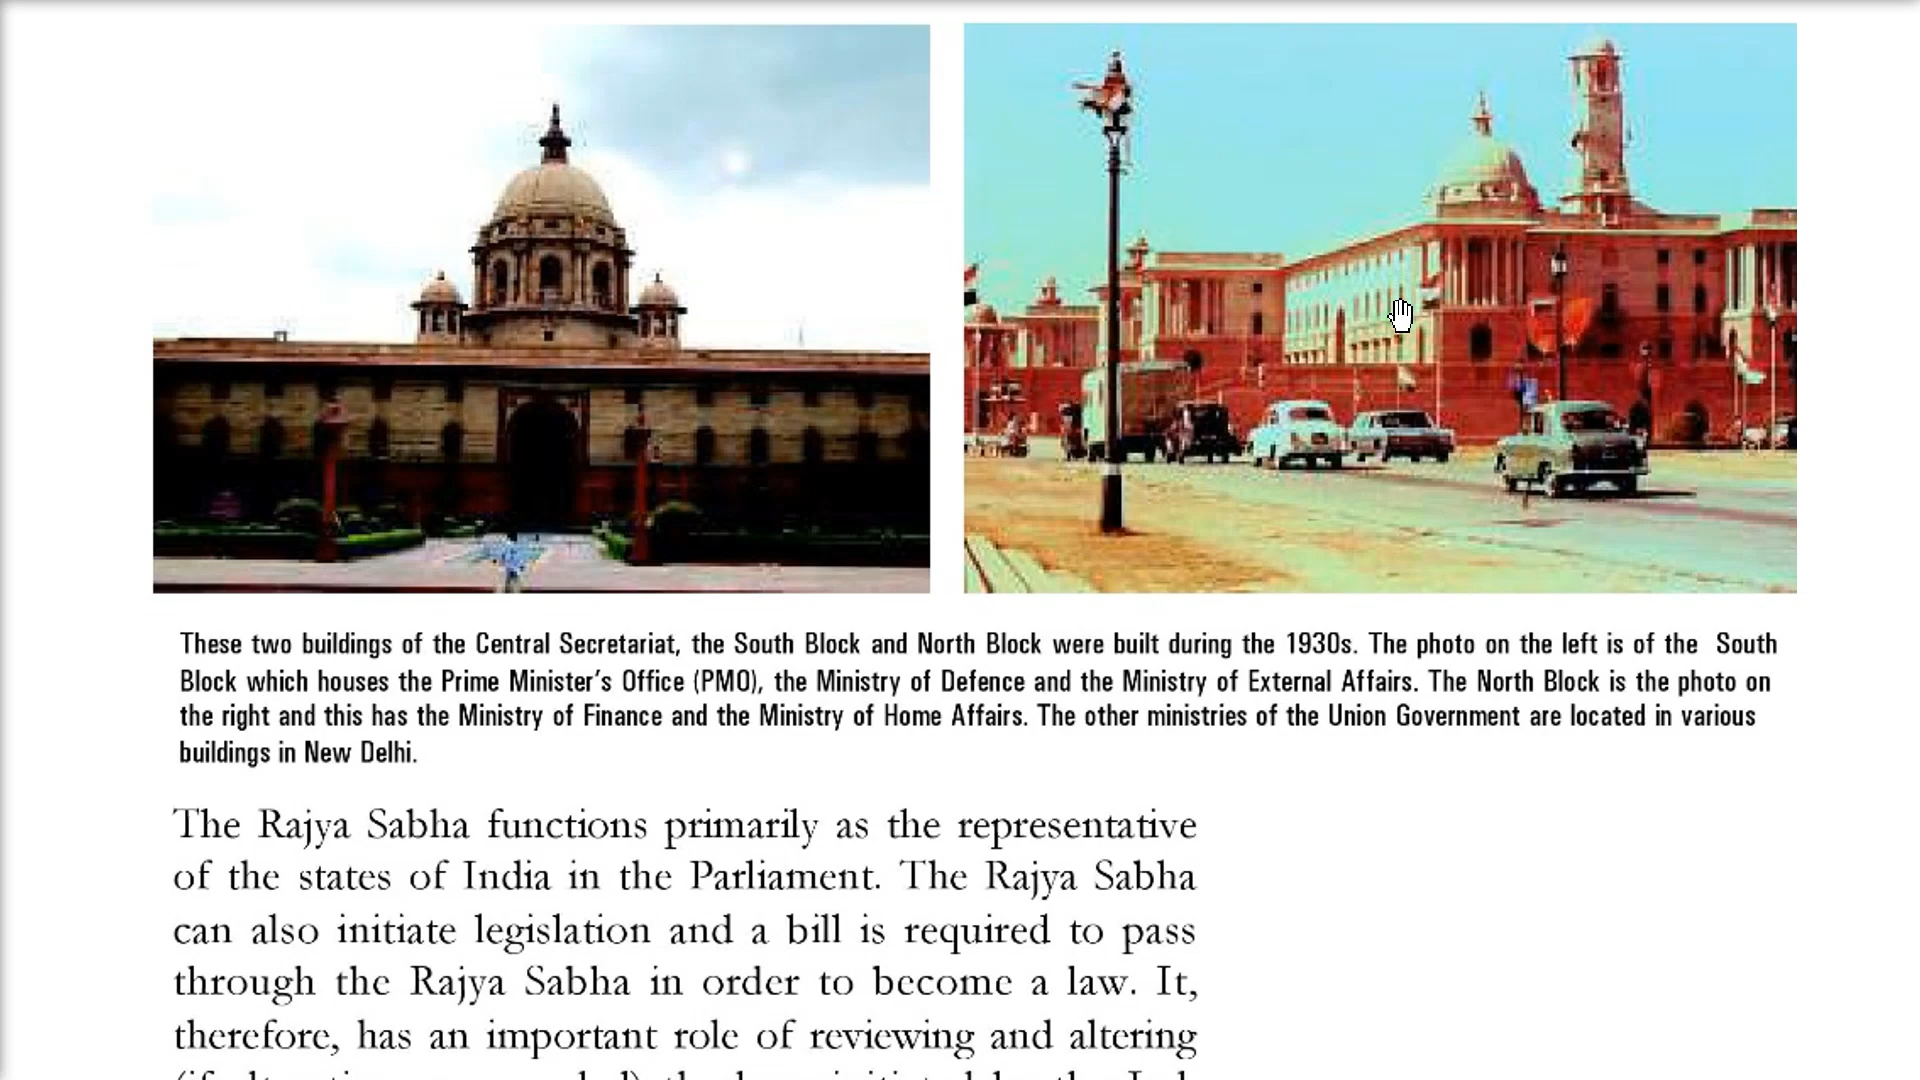 These two buildings of the Central Secretariat, the South Block and North Block were built during the 1930s. The photo on the left is of the South
Block which houses the Prime Minister's Office (PMO), the Ministry of Defence and the Ministry of External Affairs. The North Block is the photo on
the right and this has the Ministry of Finance and the Ministry of Home Affairs. The other ministries of the Union Government are located in various
buildings in New Delhi.
The Rajya Sabha functions primarily as the representative
of the states of India in the Parliament. The Rajya Sabha
can also initiate legislation and a bill is required to pass
through the Rajya Sabha in order to become a law. It,
therefore, has an important role of reviewing and altering